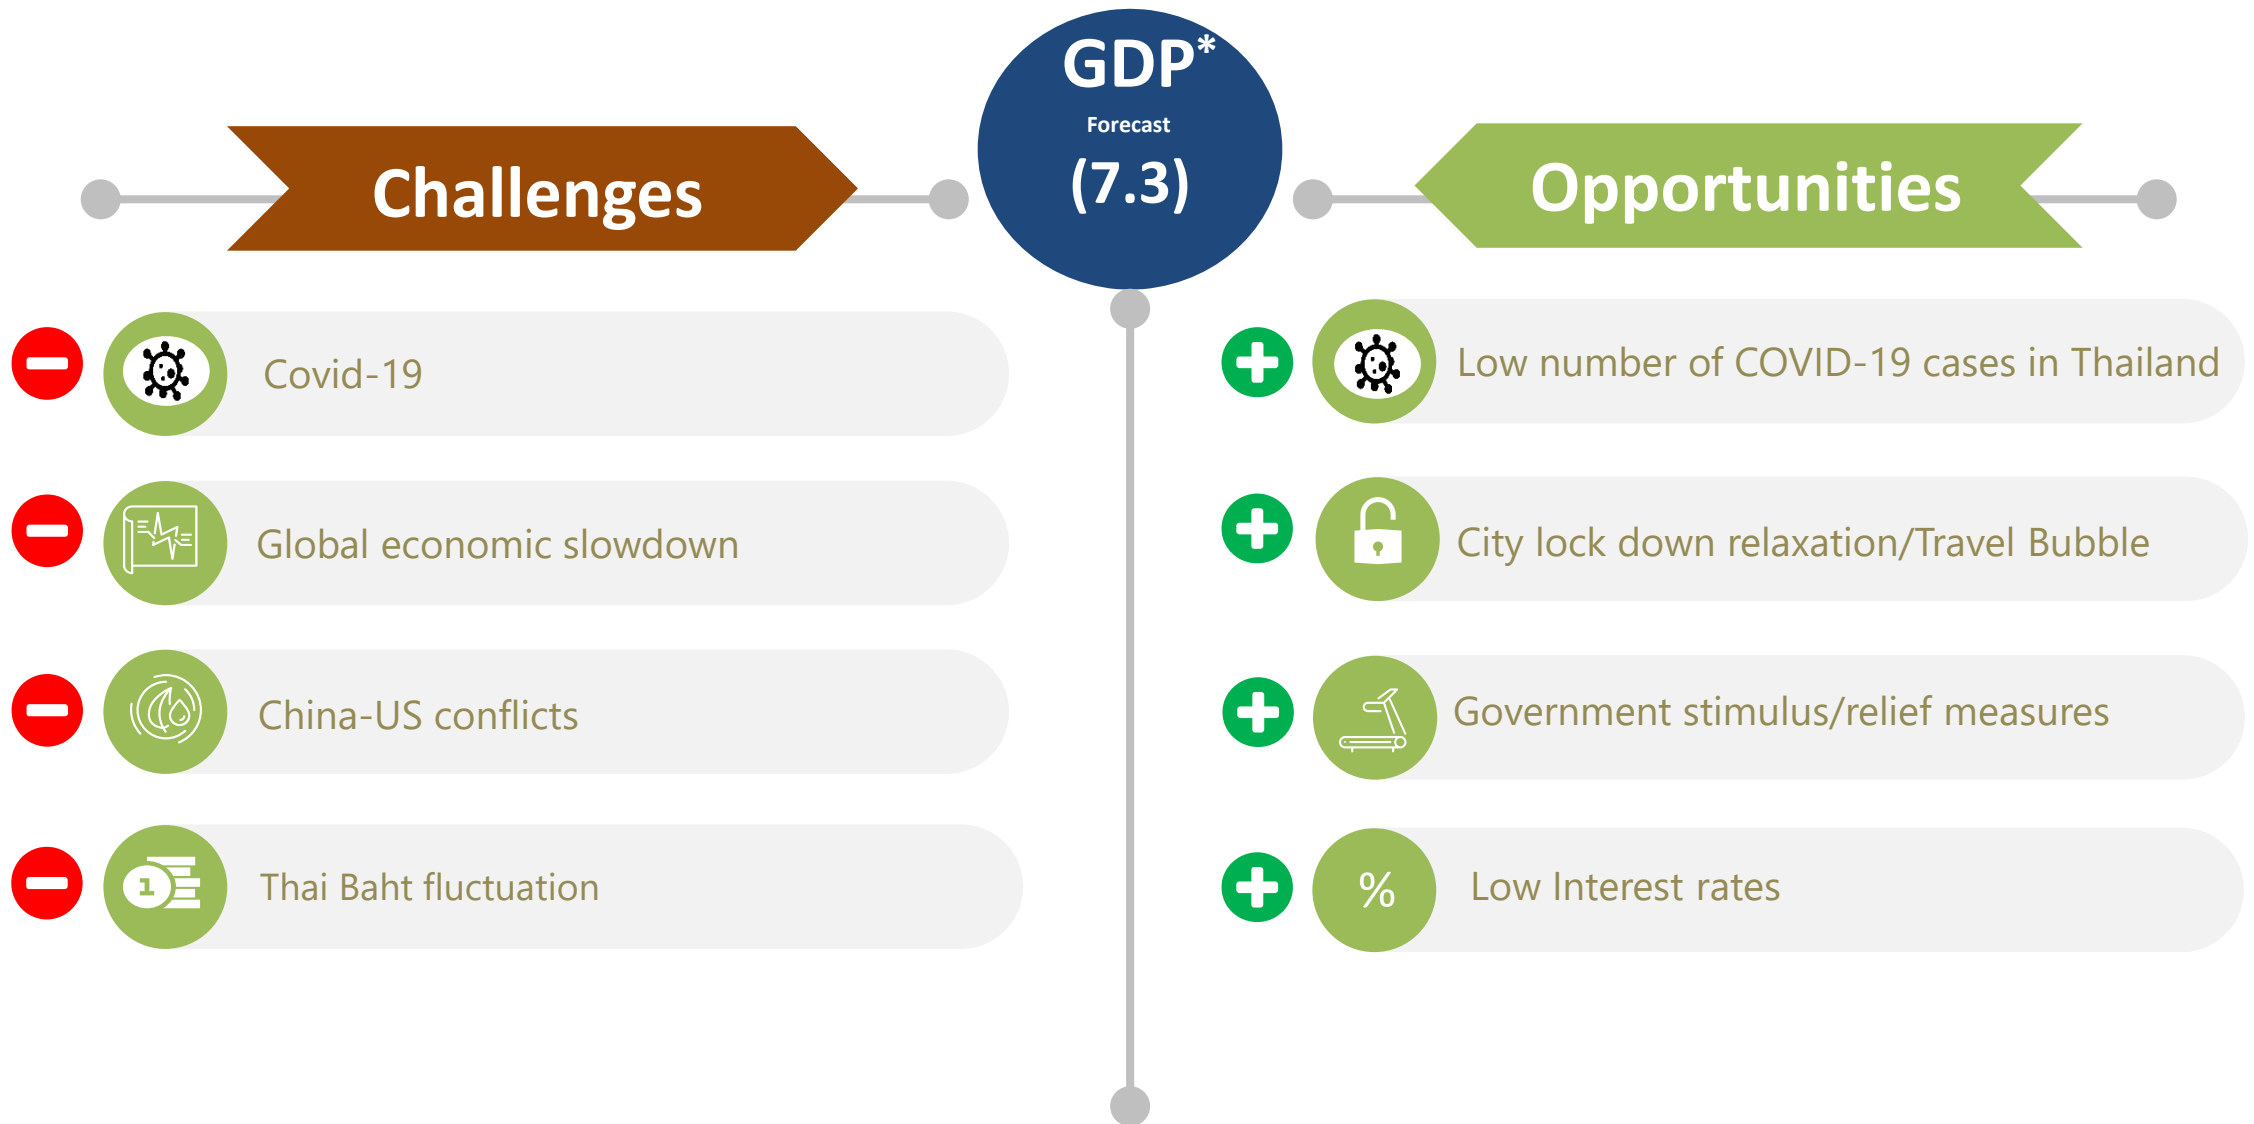 GDP*
Forecast
(7.3)
Challenges
Covid-19
Global economic slowdown
China-US conflicts
1
Thai Baht fluctuation
Opportunities
Low number of COVID-19 cases in Thailand
City lock down relaxation/Travel Bubble
Government stimulus/relief measures
%
Low Interest rates